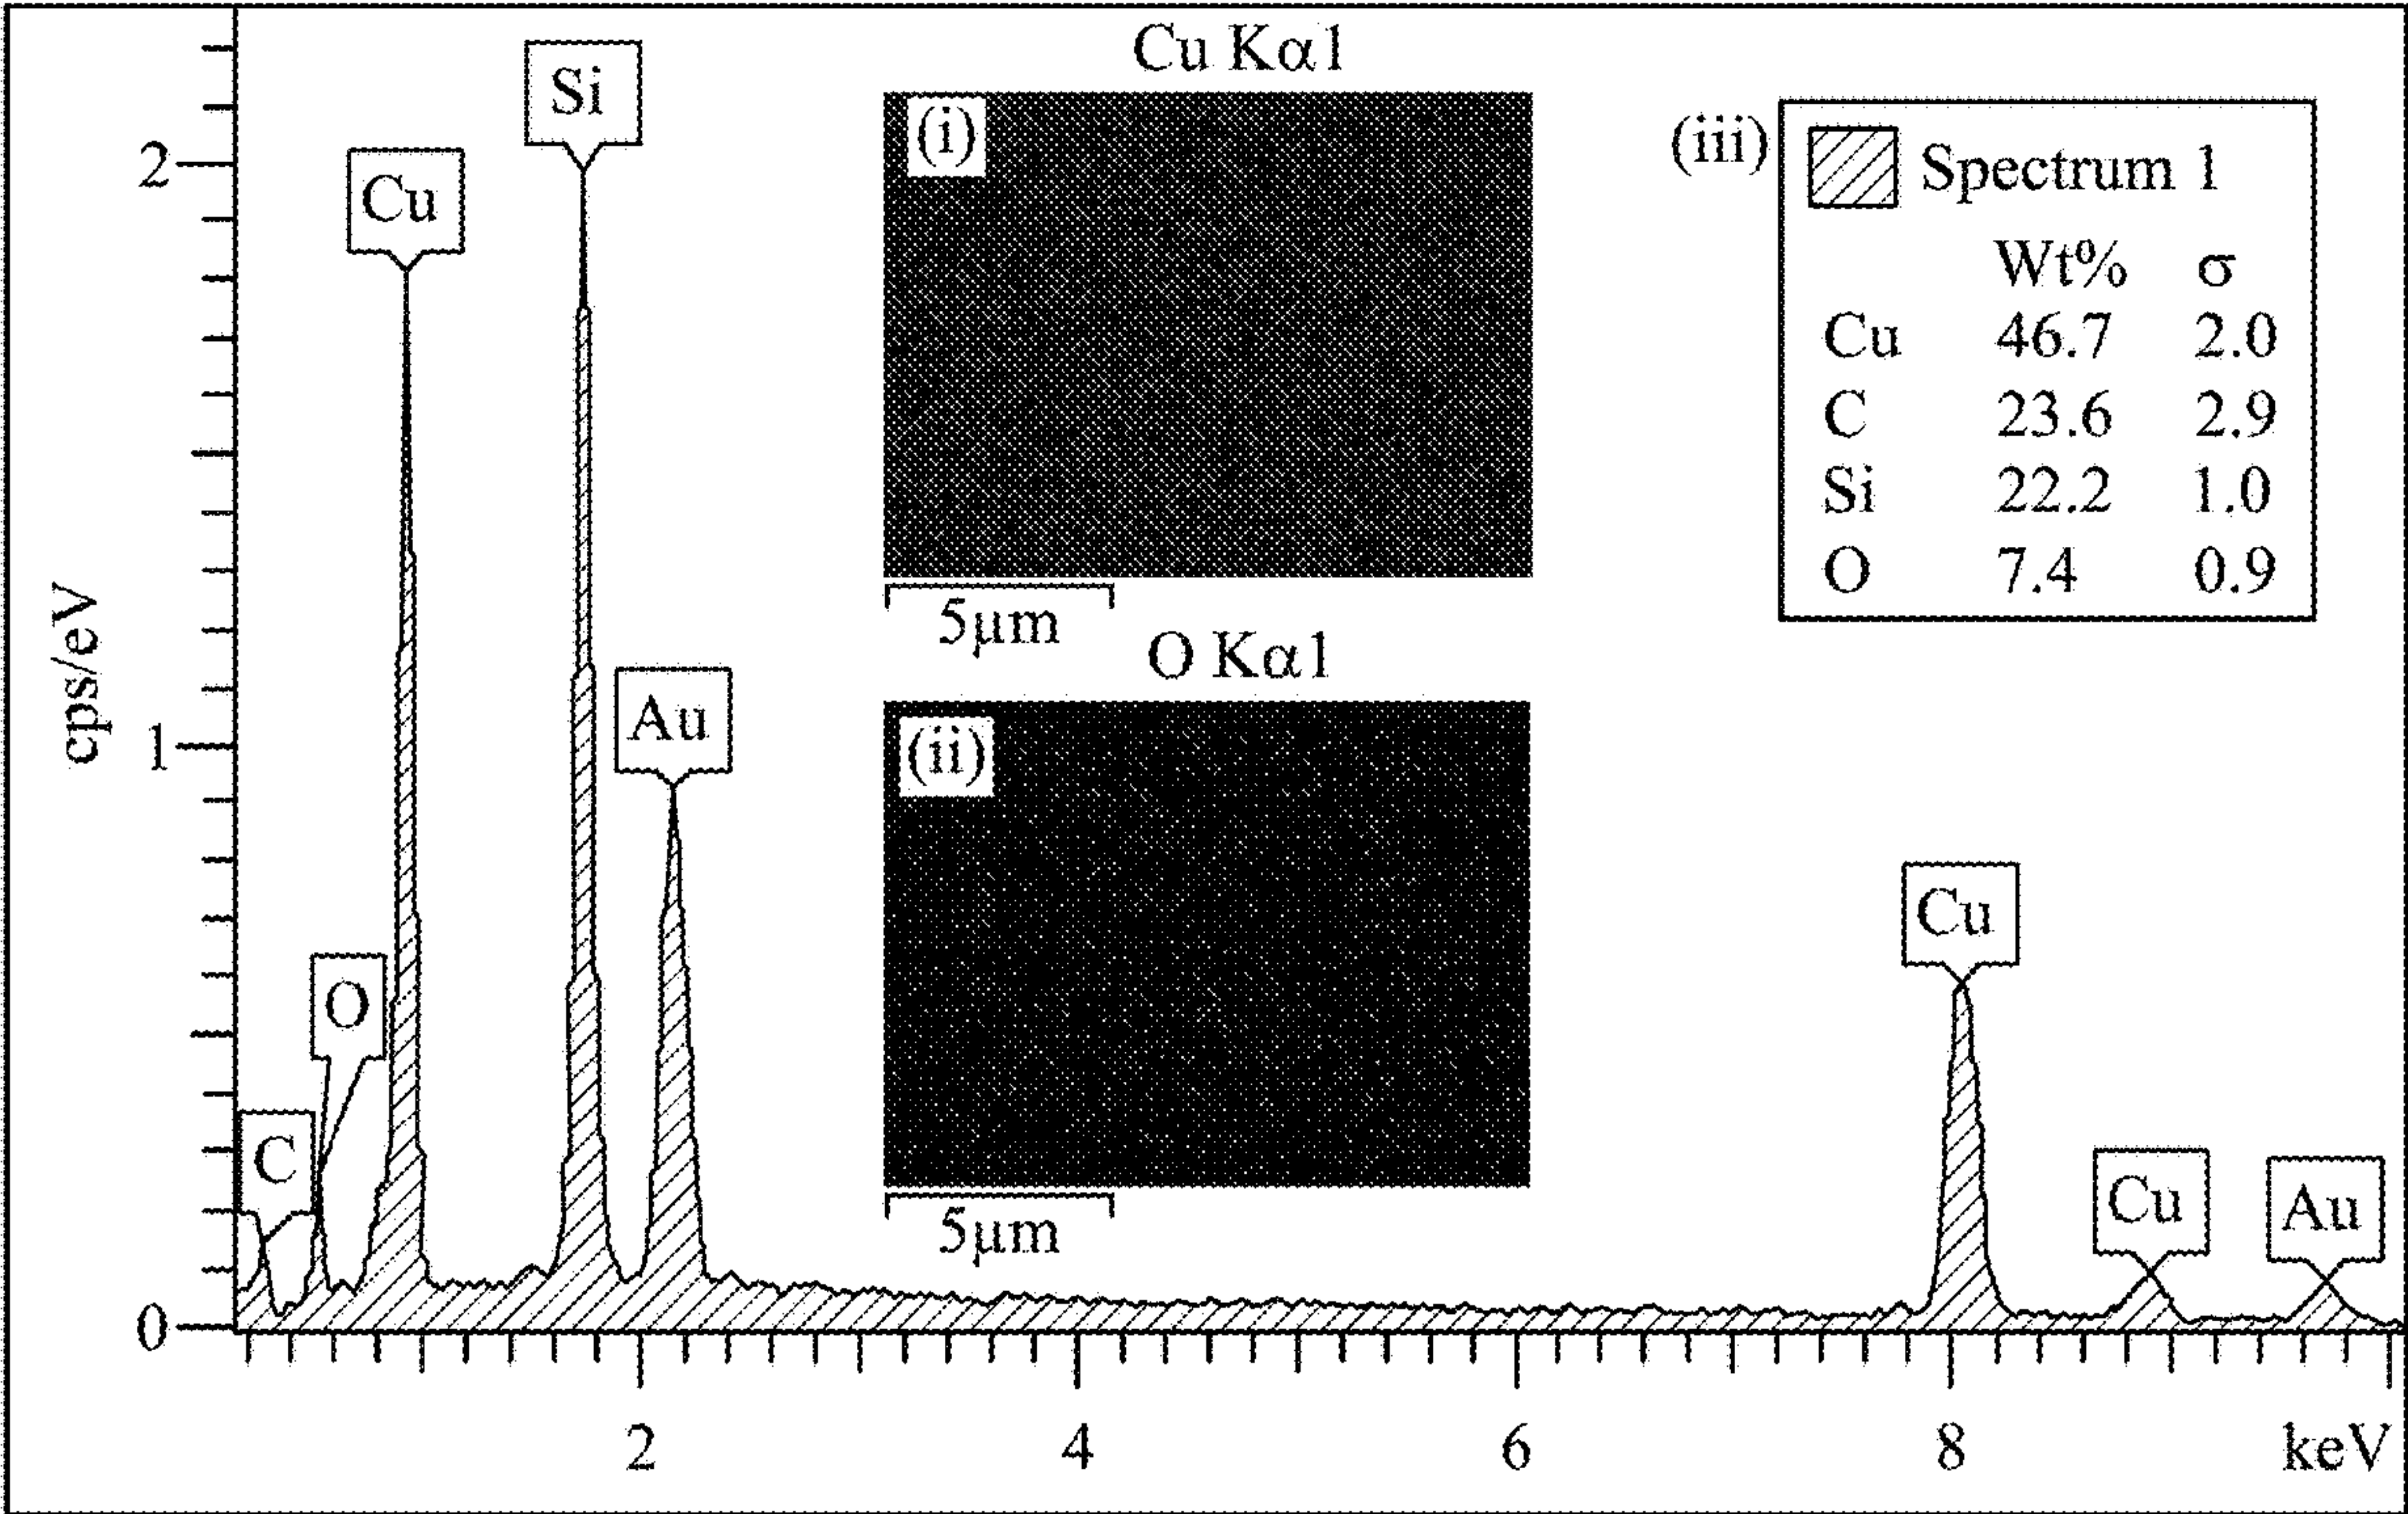 Cu Kα1
Si
(i)
(iii)
Spectrum 1
2
Cu
Wt% σ
Cu 46.7 2.0
C 23.6 2.9
Si 22.2 1.0
O 7.4 0.9
5μm
O Kα1
cps/eV
Au
(ii)
1
Cu
O
C
Cu
Au
5μm
0
2 4 6 8 keV